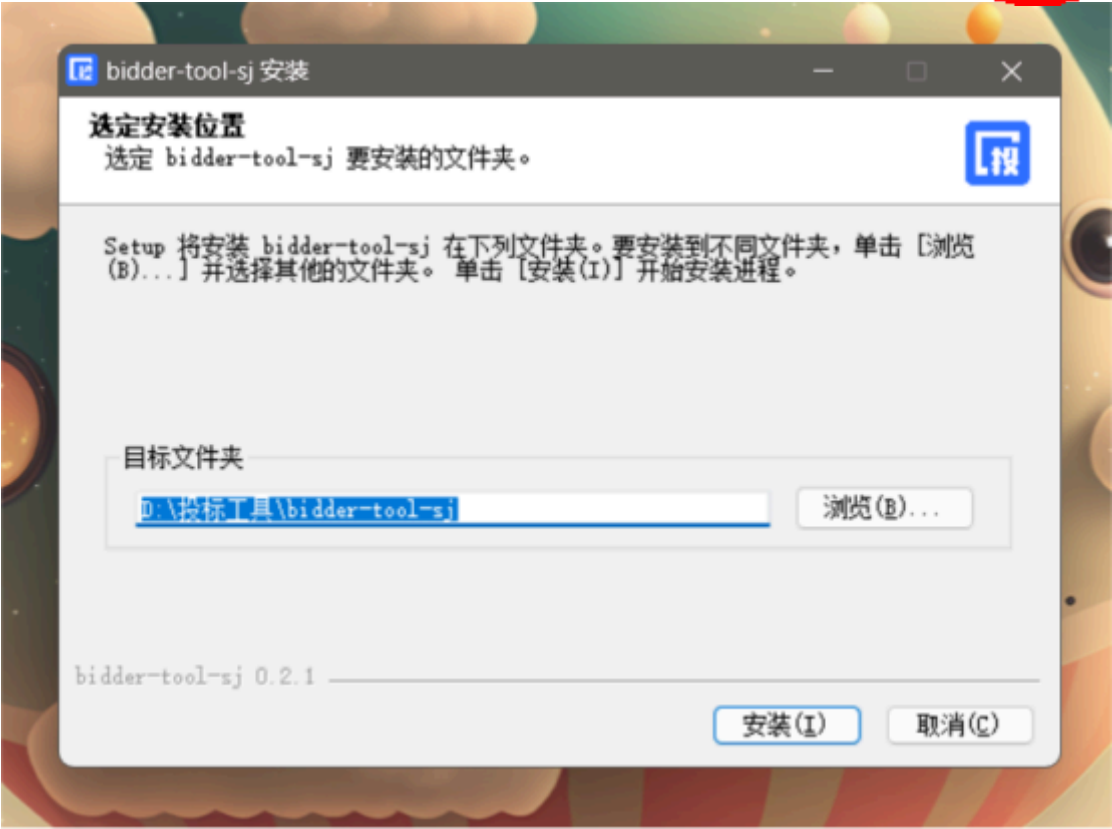 bidder-tool-sj 安装
选定安装位置
选定 bidder-tool-sj 要安装的文件夹。
投
Setup 将安装 bidder-tool-sj 在下列文件夹。要安装到不同文件夹，单击 [浏览
(B)...] 并选择其他的文件夹。 单击 [安装(I)] 开始安装进程。
目标文件夹
D:\投标工具\bidder-tool-sj
浏览(B)...
bidder-tool-sj 0.2.1
安装(I)
取消(C)